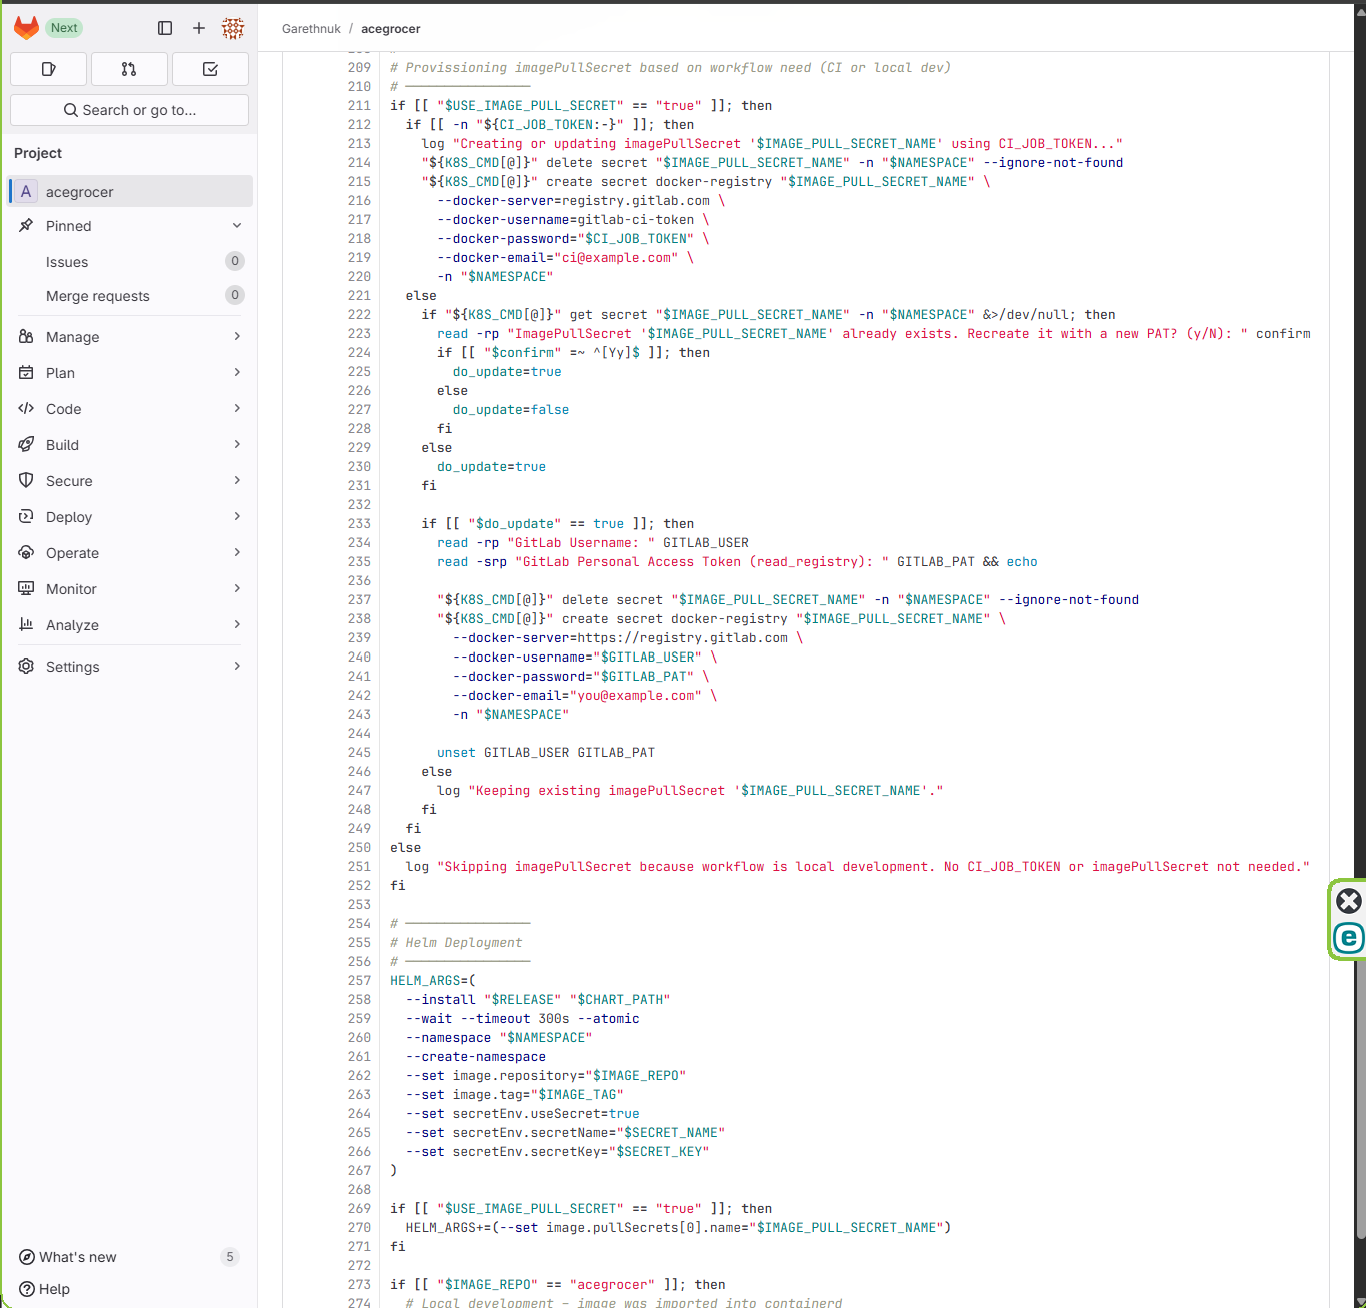 Next
Garethnuk / acegrocer
Search or go to...
Project
A acegrocer
Pinned
Issues 0
Merge requests 0
Manage
Plan
Code
Build
Secure
Deploy
Operate
Monitor
Analyze
Settings
What's new 5
Help
209 # Provissioning imagePullSecret based on workflow need (CI or local dev)
210 # ────────────────
211 if [[ "$USE_IMAGE_PULL_SECRET" == "true" ]]; then
212   if [[ -n "${CI_JOB_TOKEN:-}" ]]; then
213     log "Creating or updating imagePullSecret '$IMAGE_PULL_SECRET_NAME' using CI_JOB_TOKEN..."
214     "${K8S_CMD[@]}" delete secret "$IMAGE_PULL_SECRET_NAME" -n "$NAMESPACE" --ignore-not-found
215     "${K8S_CMD[@]}" create secret docker-registry "$IMAGE_PULL_SECRET_NAME" \
216       --docker-server=registry.gitlab.com \
217       --docker-username=gitlab-ci-token \
218       --docker-password="$CI_JOB_TOKEN" \
219       --docker-email="ci@example.com" \
220       -n "$NAMESPACE"
221   else
222     if "${K8S_CMD[@]}" get secret "$IMAGE_PULL_SECRET_NAME" -n "$NAMESPACE" &>/dev/null; then
223       read -rp "ImagePullSecret '$IMAGE_PULL_SECRET_NAME' already exists. Recreate it with a new PAT? (y/N): " confirm
224       if [[ "$confirm" =~ ^[Yy]$ ]]; then
225         do_update=true
226       else
227         do_update=false
228       fi
229     else
230       do_update=true
231     fi
232
233     if [[ "$do_update" == true ]]; then
234       read -rp "GitLab Username: " GITLAB_USER
235       read -srp "GitLab Personal Access Token (read_registry): " GITLAB_PAT && echo
236
237       "${K8S_CMD[@]}" delete secret "$IMAGE_PULL_SECRET_NAME" -n "$NAMESPACE" --ignore-not-found
238       "${K8S_CMD[@]}" create secret docker-registry "$IMAGE_PULL_SECRET_NAME" \
239         --docker-server=https://registry.gitlab.com \
240         --docker-username="$GITLAB_USER" \
241         --docker-password="$GITLAB_PAT" \
242         --docker-email="you@example.com" \
243         -n "$NAMESPACE"
244
245       unset GITLAB_USER GITLAB_PAT
246     else
247       log "Keeping existing imagePullSecret '$IMAGE_PULL_SECRET_NAME'."
248     fi
249   fi
250 else
251   log "Skipping imagePullSecret because workflow is local development. No CI_JOB_TOKEN or imagePullSecret not needed."
252 fi
253
254 # ────────────────
255 # Helm Deployment
256 # ────────────────
257 HELM_ARGS=(
258   --install "$RELEASE" "$CHART_PATH"
259   --wait --timeout 300s --atomic
260   --namespace "$NAMESPACE"
261   --create-namespace
262   --set image.repository="$IMAGE_REPO"
263   --set image.tag="$IMAGE_TAG"
264   --set secretEnv.useSecret=true
265   --set secretEnv.secretName="$SECRET_NAME"
266   --set secretEnv.secretKey="$SECRET_KEY"
267 )
268
269 if [[ "$USE_IMAGE_PULL_SECRET" == "true" ]]; then
270   HELM_ARGS+=(--set image.pullSecrets[0].name="$IMAGE_PULL_SECRET_NAME")
271 fi
272
273 if [[ "$IMAGE_REPO" == "acegrocer" ]]; then
274   # Local development – image was imported into containerd
e